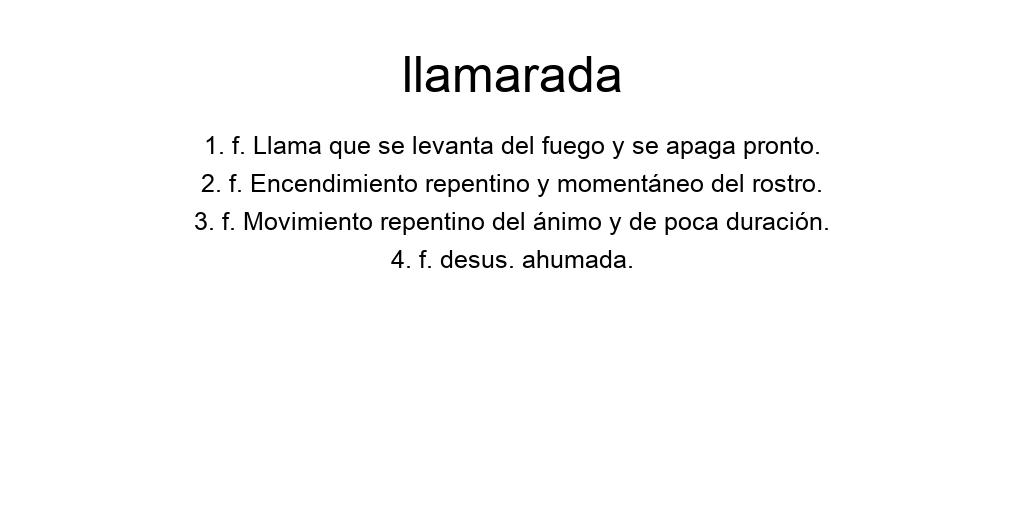 llamarada
1. f. Llama que se levanta del fuego y se apaga pronto.
2. f. Encendimiento repentino y momentáneo del rostro.
3. f. Movimiento repentino del ánimo y de poca duración.
4. f. desus. ahumada.